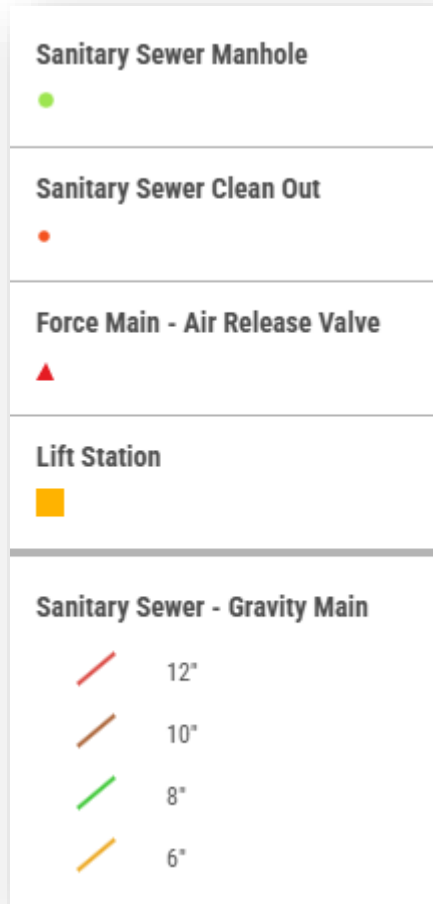 Sanitary Sewer Manhole
Sanitary Sewer Clean Out
Force Main - Air Release Valve
Lift Station
Sanitary Sewer - Gravity Main
12"
10"
8"
6"